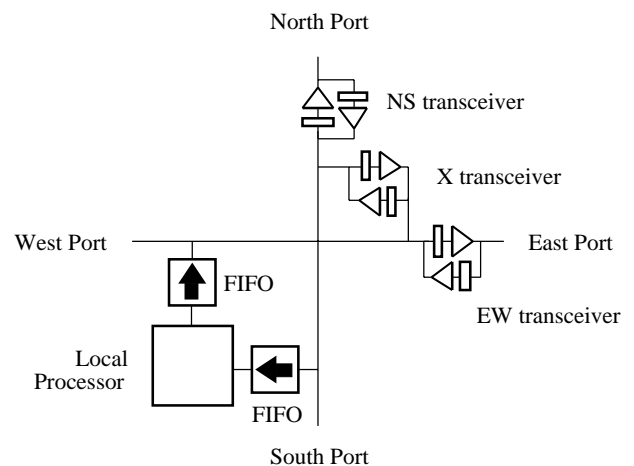 North Port
NS transceiver
X transceiver
West Port
East Port
FIFO
EW transceiver
Local
Processor
FIFO
South Port